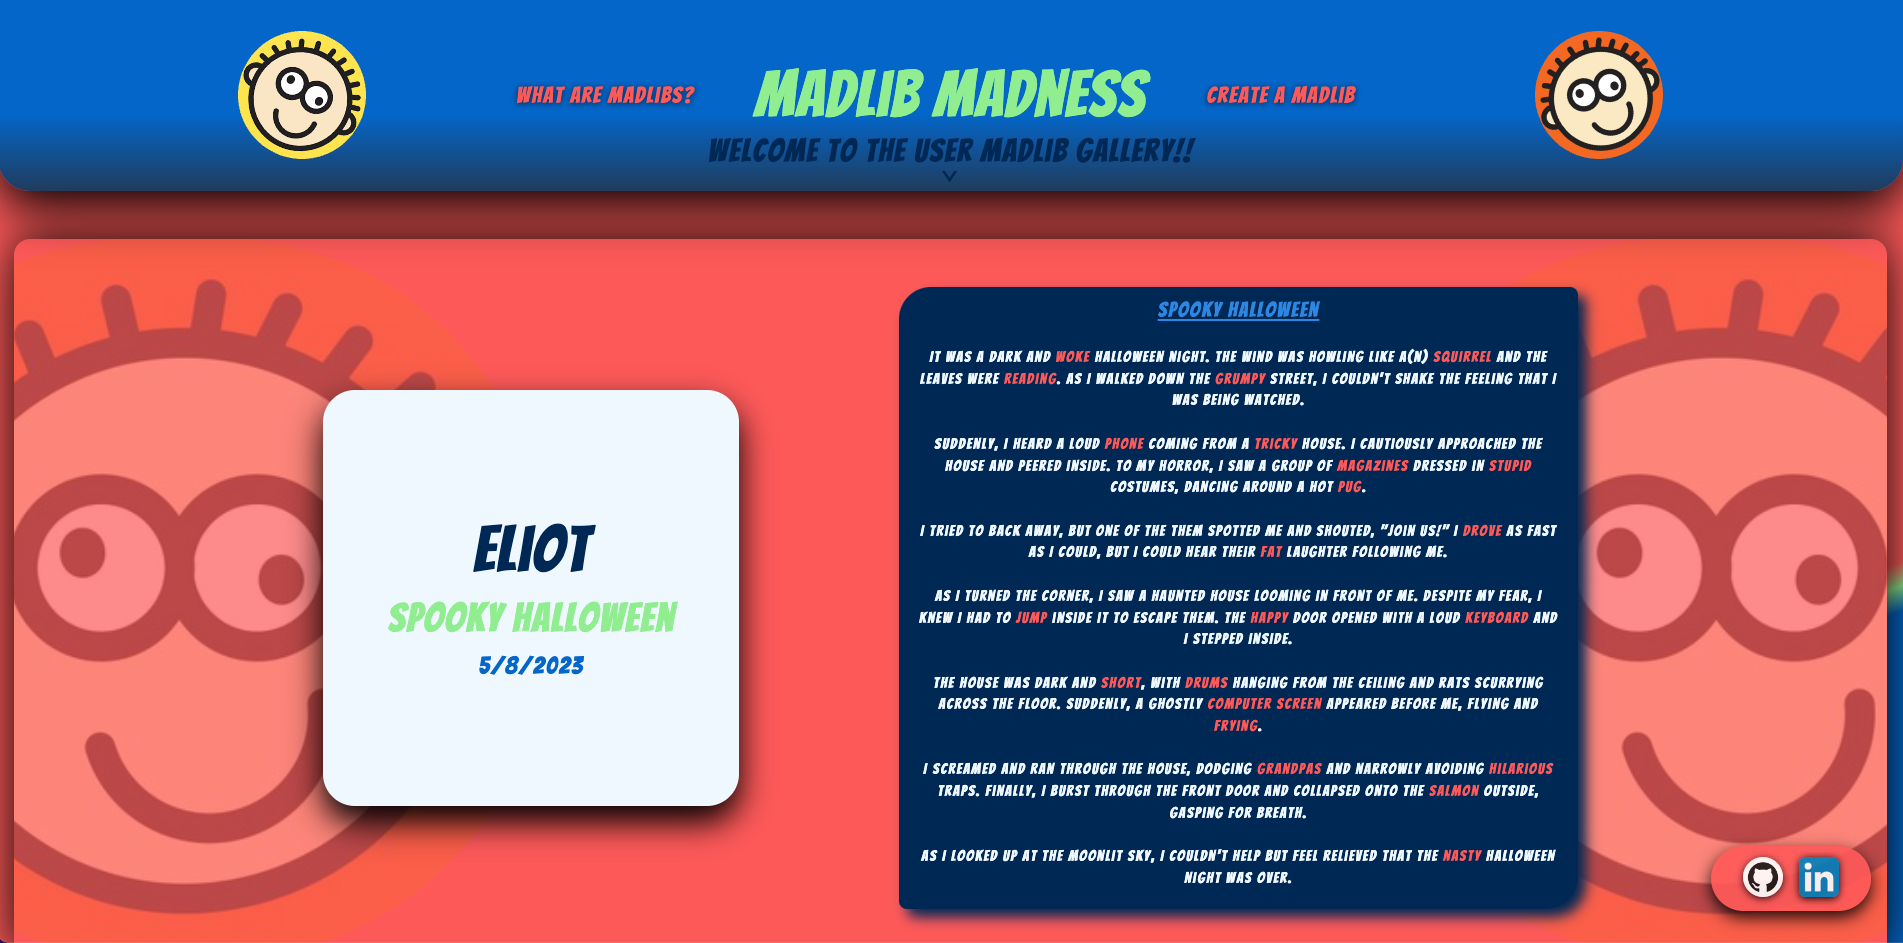 WHAT ARE MADLIBS?
MADLIB MADNESS
CREATE A MADLIB
WELCOME TO THE USER MADLIB GALLERY!!
ELIOT
SPOOKY HALLOWEEN
5/8/2023
SPOOKY HALLOWEEN
IT WAS A DARK AND WOKE HALLOWEEN NIGHT. THE WIND WAS HOWLING LIKE A(N) SQUIRREL AND THE
LEAVES WERE READING. AS I WALKED DOWN THE GRUMPY STREET, I COULDN'T SHAKE THE FEELING THAT I
WAS BEING WATCHED.
SUDDENLY, I HEARD A LOUD PHONE COMING FROM A TRICKY HOUSE. I CAUTIOUSLY APPROACHED THE
HOUSE AND PEERED INSIDE. TO MY HORROR, I SAW A GROUP OF MAGAZINES DRESSED IN STUPID
COSTUMES, DANCING AROUND A HOT PUG.
I TRIED TO BACK AWAY, BUT ONE OF THE THEM SPOTTED ME AND SHOUTED, "JOIN US!" I DROVE AS FAST
AS I COULD, BUT I COULD HEAR THEIR FAT LAUGHTER FOLLOWING ME.
AS I TURNED THE CORNER, I SAW A HAUNTED HOUSE LOOMING IN FRONT OF ME. DESPITE MY FEAR, I
KNEW I HAD TO JUMP INSIDE IT TO ESCAPE THEM. THE HAPPY DOOR OPENED WITH A LOUD KEYBOARD AND
I STEPPED INSIDE.
THE HOUSE WAS DARK AND SHORT, WITH DRUMS HANGING FROM THE CEILING AND RATS SCURRYING
ACROSS THE FLOOR. SUDDENLY, A GHOSTLY COMPUTER SCREEN APPEARED BEFORE ME, FLYING AND
FRYING.
I SCREAMED AND RAN THROUGH THE HOUSE, DODGING GRANDPAS AND NARROWLY AVOIDING HILARIOUS
TRAPS. FINALLY, I BURST THROUGH THE FRONT DOOR AND COLLAPSED ONTO THE SALMON OUTSIDE,
GASPING FOR BREATH.
AS I LOOKED UP AT THE MOONLIT SKY, I COULDN'T HELP BUT FEEL RELIEVED THAT THE NASTY HALLOWEEN
NIGHT WAS OVER.
in